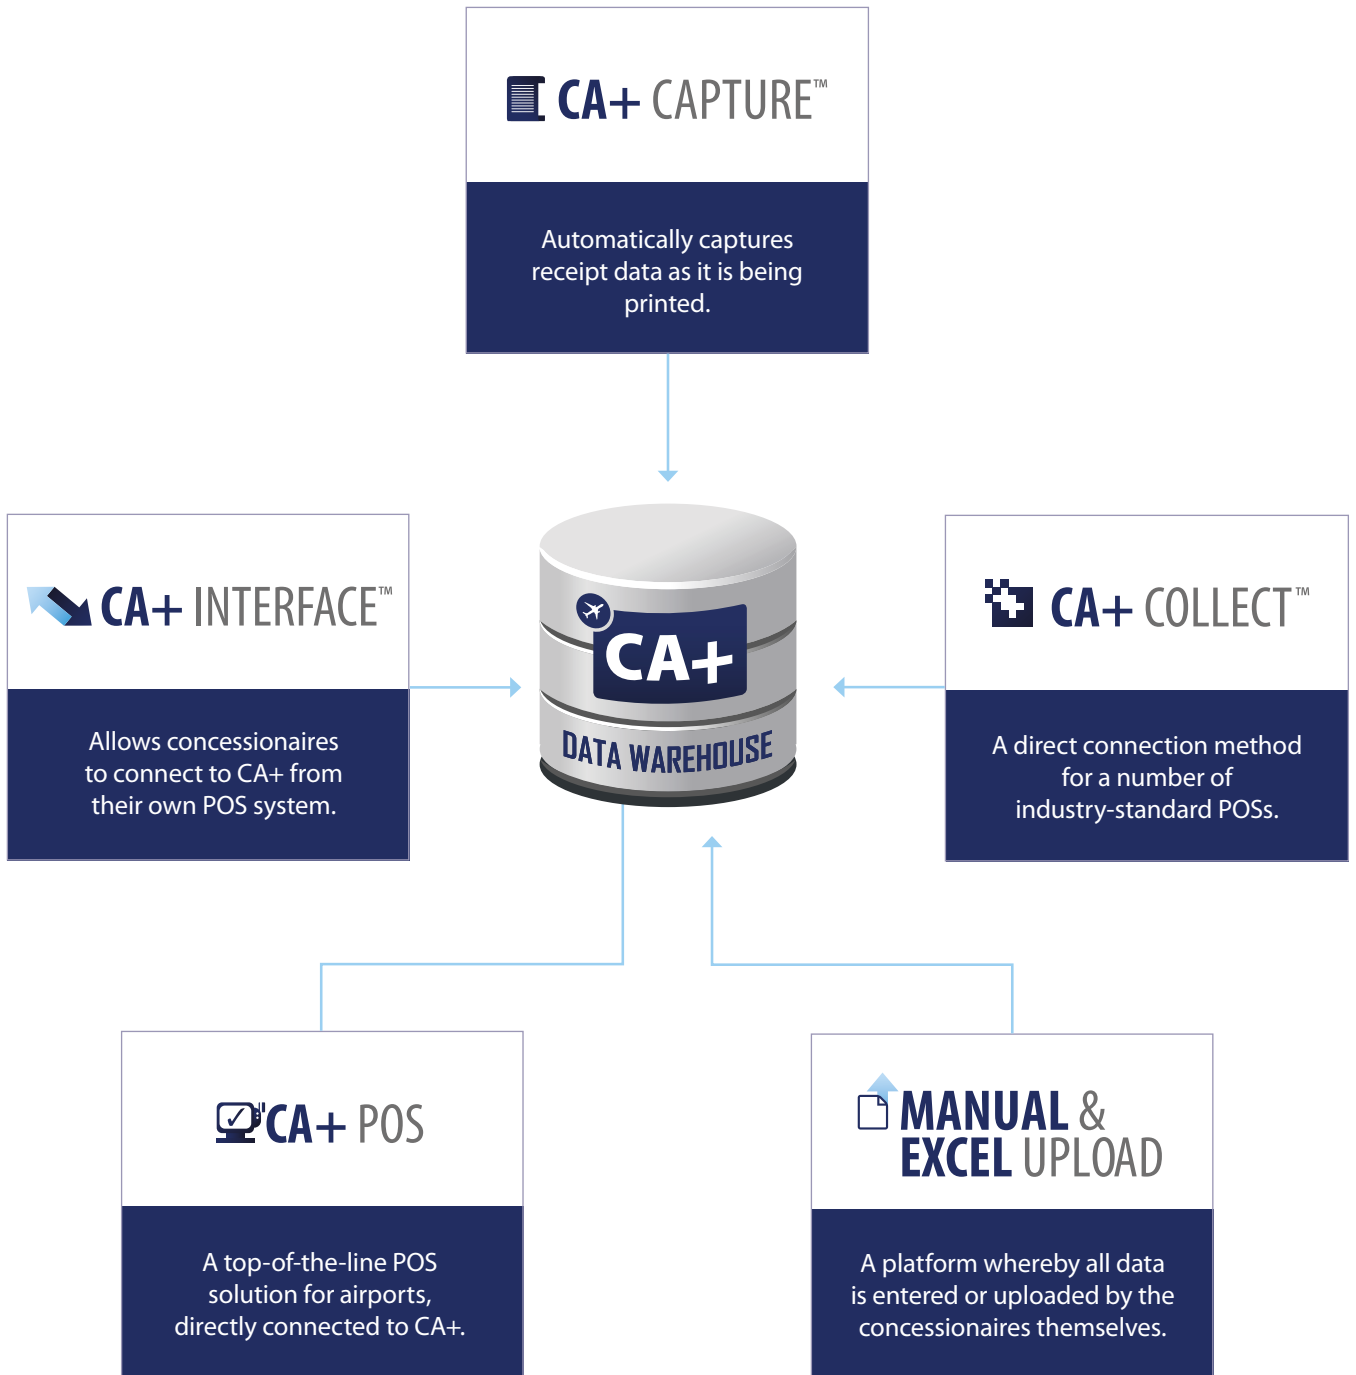 CA+ CAPTURE™
Automatically captures
receipt data as it is being
printed.
CA+ INTERFACE™
Allows concessionaires
to connect to CA+ from
their own POS system.
CA+
DATA WAREHOUSE
CA+ COLLECT™
A direct connection method
for a number of
industry-standard POSs.
CA+ POS
A top-of-the-line POS
solution for airports,
directly connected to CA+.
MANUAL &
EXCEL UPLOAD
A platform whereby all data
is entered or uploaded by the
concessionaires themselves.